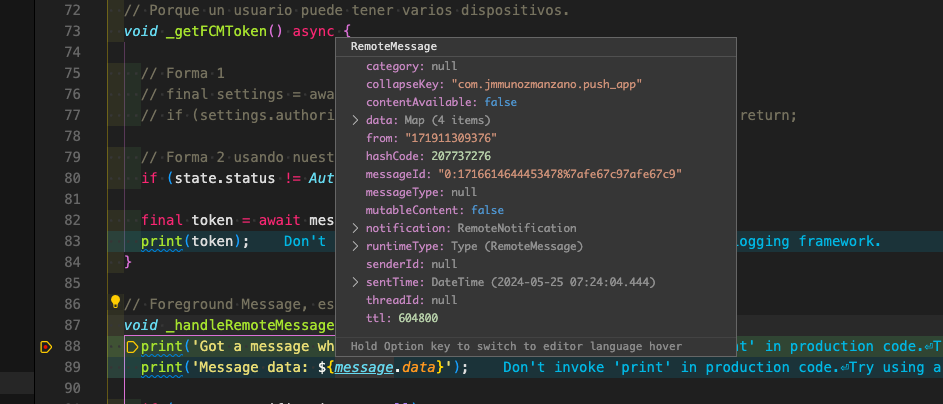 72 // Porque un usuario puede tener varios dispositivos.
73 void _getFCMToken() async {
74
75 // Forma 1
76 // final settings = awa
77 // if (settings.authori return;
78
79 // Forma 2 usando nuest
80 if (state.status != Aut
81
82 final token = await mes
83 print(token); Don't logging framework.
84 }
85
86 // Foreground Message, es
87 void _handleRemoteMessage
88 print('Got a message wh nt' in production code.⏎T
89 print('Message data: ${message.data}'); Don't invoke 'print' in production code.⏎Try using a
90
RemoteMessage
category: null
collapseKey: "com.jmmunozmanzano.push_app"
contentAvailable: false
> data: Map (4 items)
from: "171911309376"
hashCode: 207737276
messageId: "0:1716614644453478%7afe67c97afe67c9"
messageType: null
mutableContent: false
> notification: RemoteNotification
> runtimeType: Type (RemoteMessage)
senderId: null
> sentTime: DateTime (2024-05-25 07:24:04.444)
threadId: null
ttl: 604800
Hold Option key to switch to editor language hover